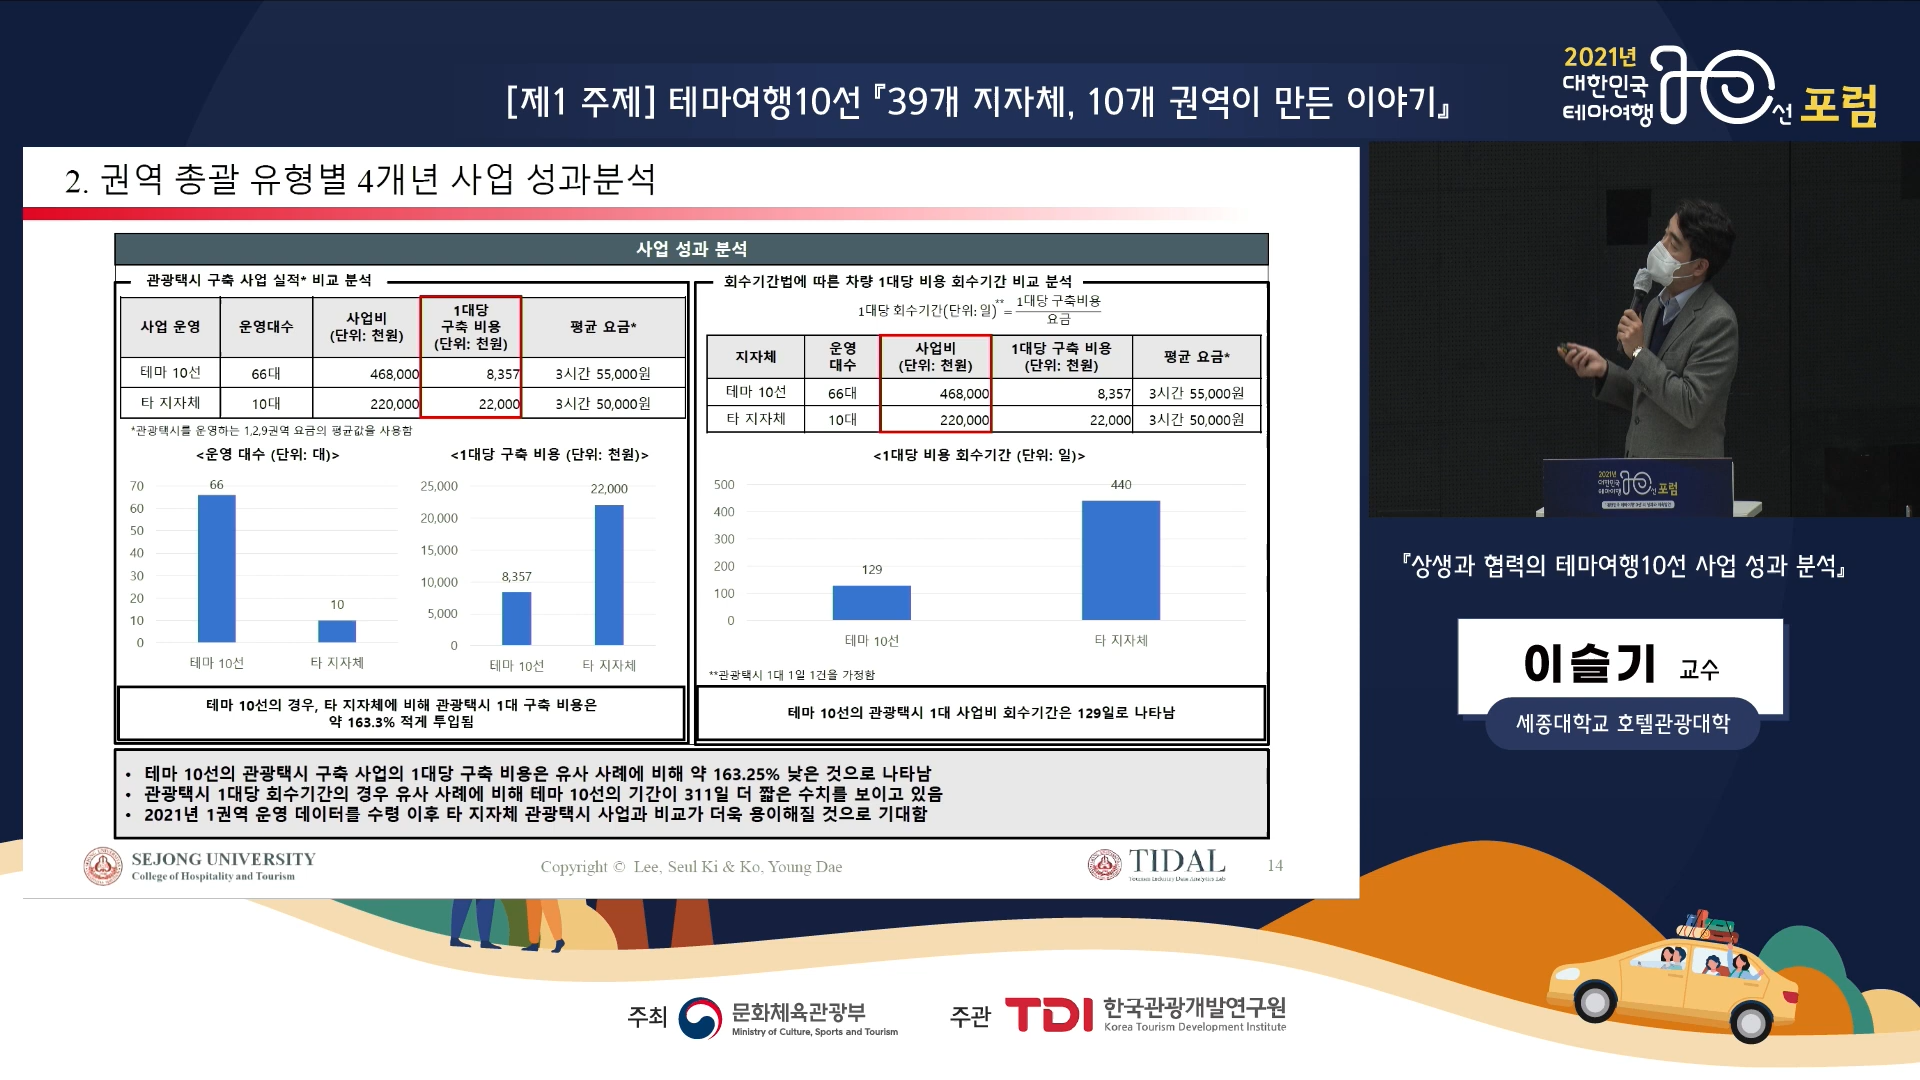 [제1 주제] 테마여행10선 『39개 지자체, 10개 권역이 만든 이야기』
2021년
대한민국
테마여행
10선 포럼
2. 권역 총괄 유형별 4개년 사업 성과분석
사업 성과 분석
관광택시 구축 사업 실적* 비교 분석
사업 운영 운영대수 사업비 (단위: 천원) 1대당 구축 비용 (단위: 천원) 평균 요금*
테마 10선 66대 468,000 8,357 3시간 55,000원
타 지자체 10대 220,000 22,000 3시간 50,000원
*관광택시를 운영하는 1,2,9권역 요금의 평균값을 사용함
<운영 대수 (단위: 대)>
70
60
50
40
30
20
10
0
66
10
테마 10선 타 지자체
<1대당 구축 비용 (단위: 천원)>
25,000
20,000
15,000
10,000
5,000
0
8,357
22,000
테마 10선 타 지자체
테마 10선의 경우, 타 지자체에 비해 관광택시 1대 구축 비용은
약 163.3% 적게 투입됨
회수기간법에 따른 차량 1대당 비용 회수기간 비교 분석
1대당 회수기간(단위: 일)** = 1대당 구축비용 / 요금
지자체 운영 대수 사업비 (단위: 천원) 1대당 구축 비용 (단위: 천원) 평균 요금*
테마 10선 66대 468,000 8,357 3시간 55,000원
타 지자체 10대 220,000 22,000 3시간 50,000원
<1대당 비용 회수기간 (단위: 일)>
500
400
300
200
100
0
129
440
테마 10선 타 지자체
**관광택시 1대 1일 1건을 가정함
테마 10선의 관광택시 1대 사업비 회수기간은 129일로 나타남
• 테마 10선의 관광택시 구축 사업의 1대당 구축 비용은 유사 사례에 비해 약 163.25% 낮은 것으로 나타남
• 관광택시 1대당 회수기간의 경우 유사 사례에 비해 테마 10선의 기간이 311일 더 짧은 수치를 보이고 있음
• 2021년 1권역 운영 데이터를 수령 이후 타 지자체 관광택시 사업과 비교가 더욱 용이해질 것으로 기대함
SEJONG UNIVERSITY
College of Hospitality and Tourism
Copyright © Lee, Seul Ki & Ko, Young Dae
TIDAL
Tourism Industry Data Analytics Lab
14
2021년
대한민국
테마여행
10선 포럼
『상생과 협력의 테마여행10선 사업 성과 분석』
이슬기 교수
세종대학교 호텔관광대학
주최 문화체육관광부
Ministry of Culture, Sports and Tourism
주관 TDI 한국관광개발연구원
Korea Tourism Development Institute